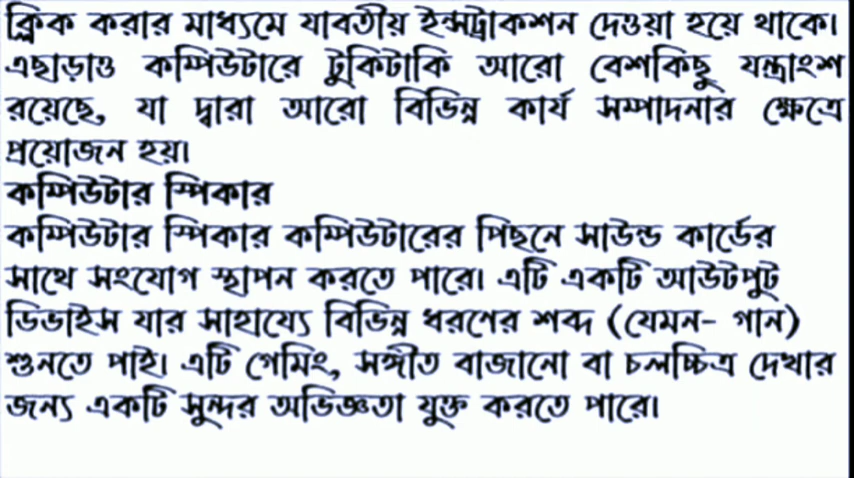 ক্লিক করার মাধ্যমে যাবতীয় ইন্সট্রাকশন দেওয়া হয়ে থাকে।
এছাড়াও কম্পিউটারে টুকিটাকি আরো বেশকিছু যন্ত্রাংশ
রয়েছে, যা দ্বারা আরো বিভিন্ন কার্য সম্পাদনার ক্ষেত্রে
প্রয়োজন হয়।
কম্পিউটার স্পিকার
কম্পিউটার স্পিকার কম্পিউটারের পিছনে সাউন্ড কার্ডের
সাথে সংযোগ স্থাপন করতে পারে। এটি একটি আউটপুট
ডিভাইস যার সাহায্যে বিভিন্ন ধরণের শব্দ (যেমন- গান)
শুনতে পাই। এটি গেমিং, সঙ্গীত বাজানো বা চলচ্চিত্র দেখার
জন্য একটি সুন্দর অভিজ্ঞতা যুক্ত করতে পারে।